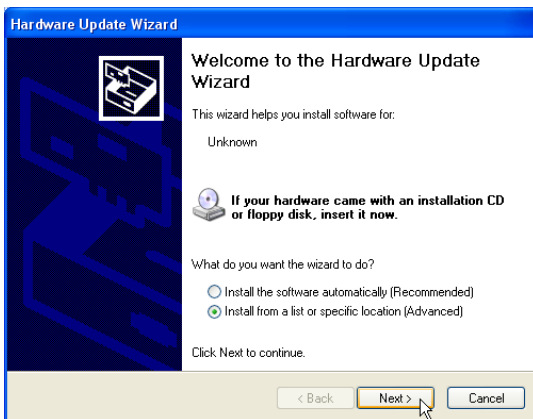 Hardware Update Wizard
Welcome to the Hardware Update
Wizard
This wizard helps you install software for:
Unknown
If your hardware came with an installation CD
or floppy disk, insert it now.
What do you want the wizard to do?
Install the software automatically (Recommended)
Install from a list or specific location (Advanced)
Click Next to continue.
< Back Next > Cancel